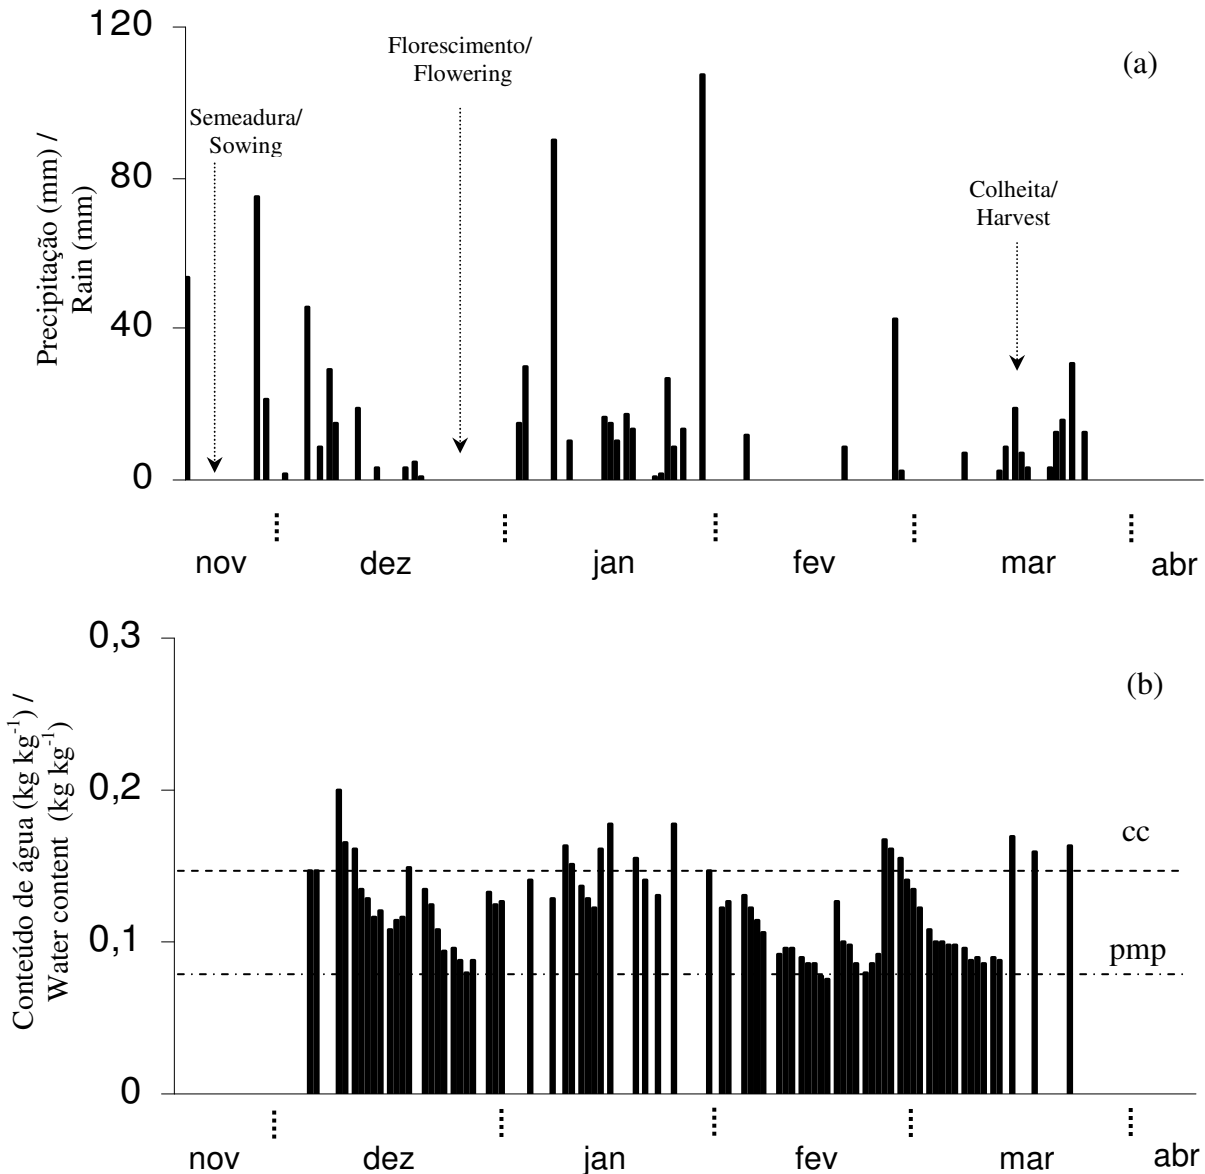 120
80
40
0
Precipitação (mm) /
Rain (mm)
Semeadura/
Sowing
Florescimento/
Flowering
(a)
Colheita/
Harvest
nov dez jan fev mar abr
0,3
0,2
0,1
0
Conteúdo de água (kg kg⁻¹) /
Water content (kg kg⁻¹)
(b)
cc
pmp
nov dez jan fev mar abr